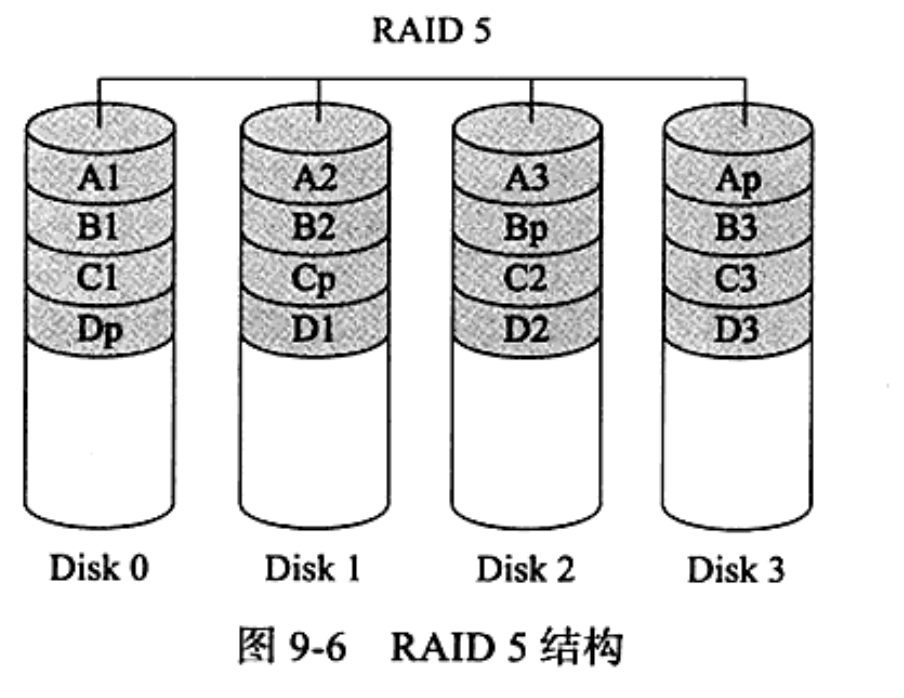 RAID 5
A1 A2 A3 Ap
B1 B2 Bp B3
C1 Cp C2 C3
Dp D1 D2 D3
Disk 0 Disk 1 Disk 2 Disk 3
图 9-6 RAID 5 结构